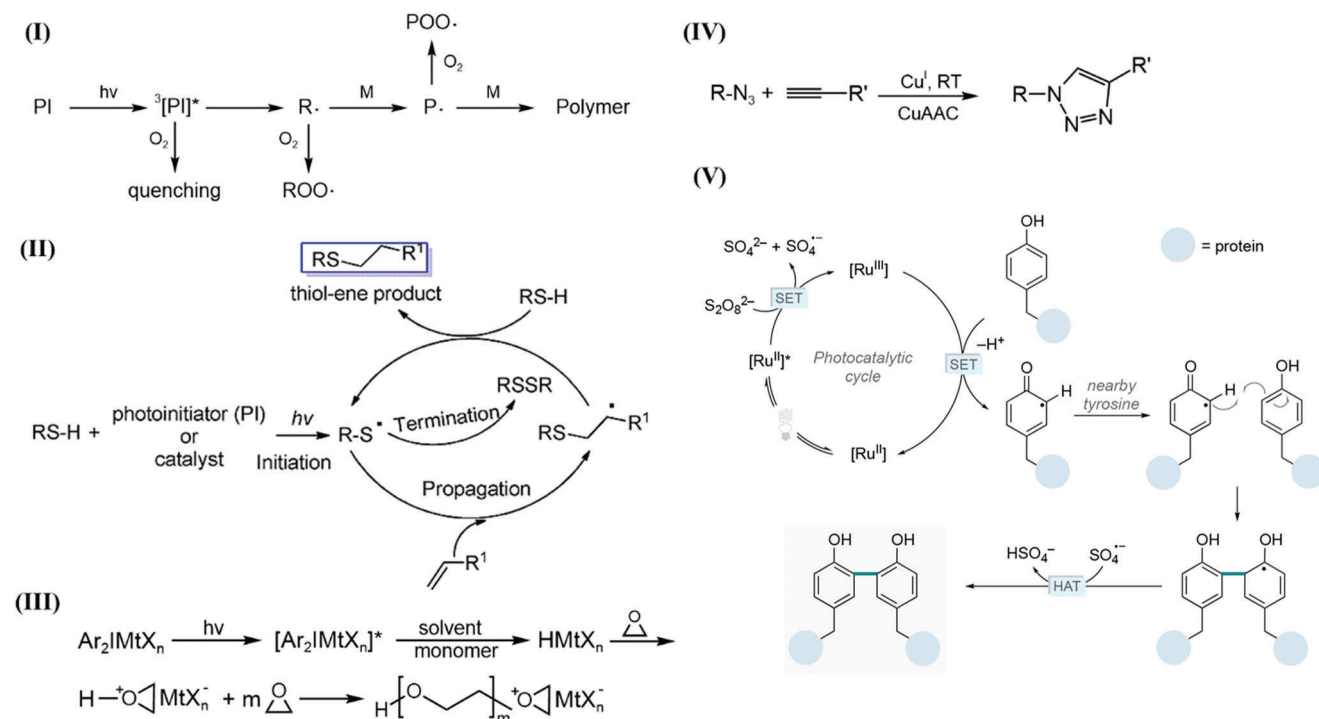 (I)
POO·
O₂
PI hν ³[PI]* R· M P· M Polymer
O₂ O₂
quenching ROO·
(II)
RS R¹
thiol-ene product
RS-H
RSSR
RS-H + photoinitiator (PI) or catalyst
hν
Initiation
R-S•
Termination
RS R¹
Propagation
R¹
(III)
Ar₂IMtXₙ hν [Ar₂IMtXₙ]* solvent monomer HMtXₙ O
H-O⁺ MtXₙ⁻ + m O H [O]m O⁺ MtXₙ⁻
(IV)
R-N₃ + R' Cuᴵ, RT CuAAC R-N N N R'
(V)
OH
= protein
SO₄²⁻ + SO₄•⁻
[Ruᴵᴵᴵ]
S₂O₈²⁻
SET
[Ruᴵᴵ]*
Photocatalytic
cycle
–H⁺
SET
[Ruᴵᴵ]
O
H
nearby
tyrosine
O
H
OH
OH OH
HSO₄⁻ SO₄•⁻
HAT
OH OH